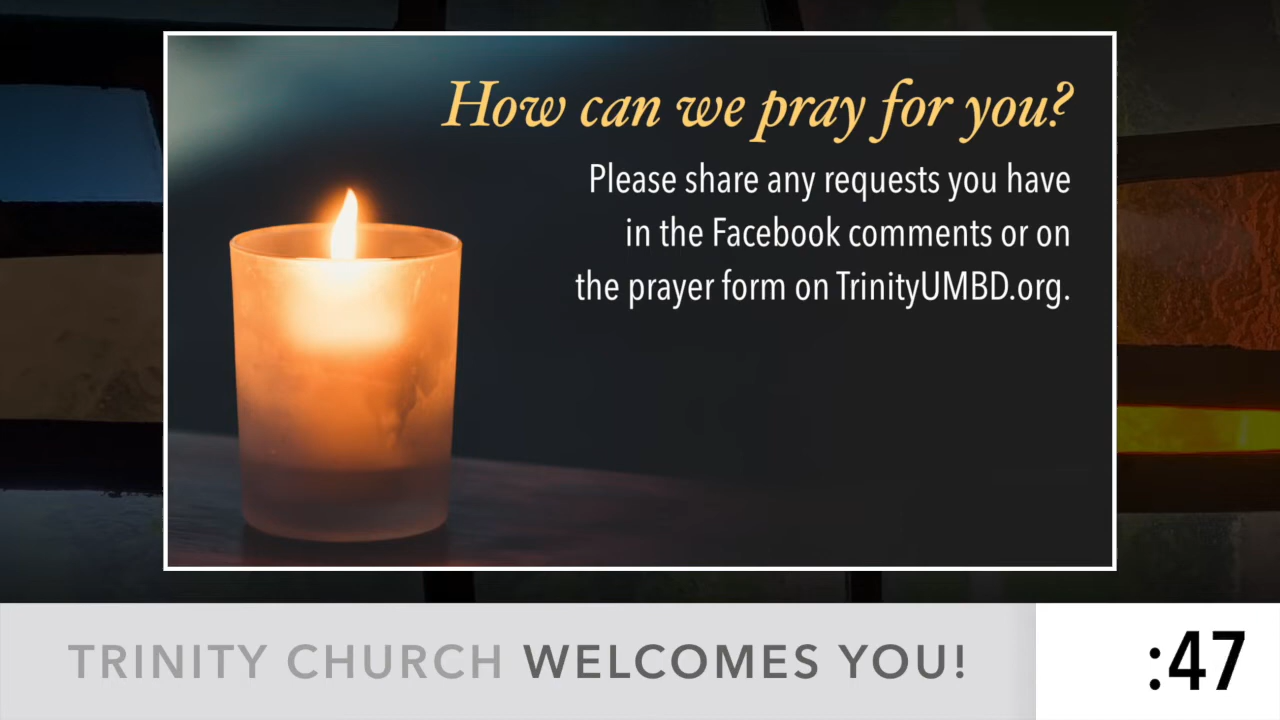 How can we pray for you?
Please share any requests you have
in the Facebook comments or on
the prayer form on TrinityUMBD.org.
TRINITY CHURCH WELCOMES YOU!
:47